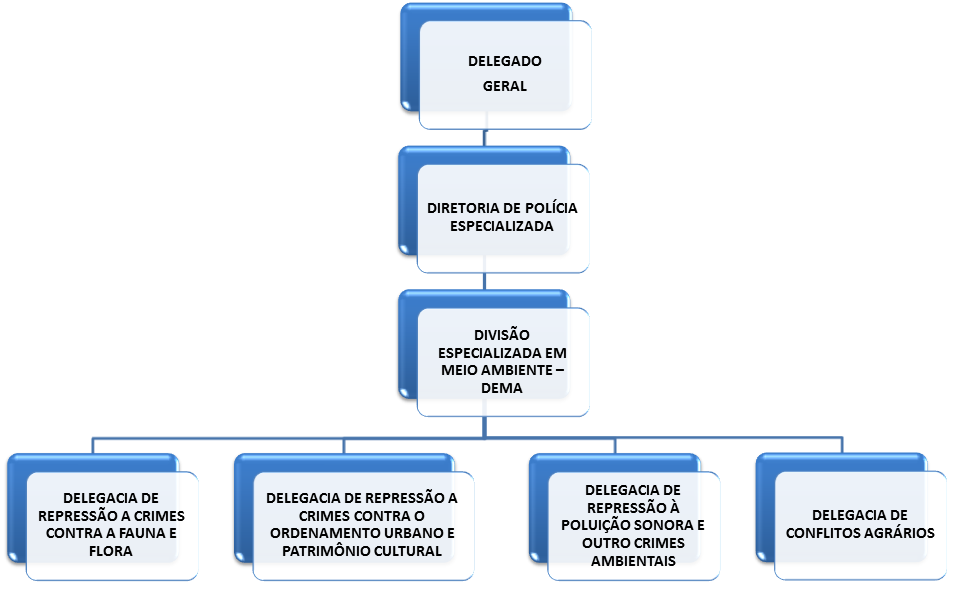 DELEGADO
GERAL
DIRETORIA DE POLÍCIA
ESPECIALIZADA
DIVISÃO
ESPECIALIZADA EM
MEIO AMBIENTE –
DEMA
DELEGACIA DE
REPRESSÃO A CRIMES
CONTRA A FAUNA E
FLORA
DELEGACIA DE REPRESSÃO A
CRIMES CONTRA O
ORDENAMENTO URBANO E
PATRIMÔNIO CULTURAL
DELEGACIA DE
REPRESSÃO À
POLUIÇÃO SONORA E
OUTRO CRIMES
AMBIENTAIS
DELEGACIA DE
CONFLITOS AGRÁRIOS